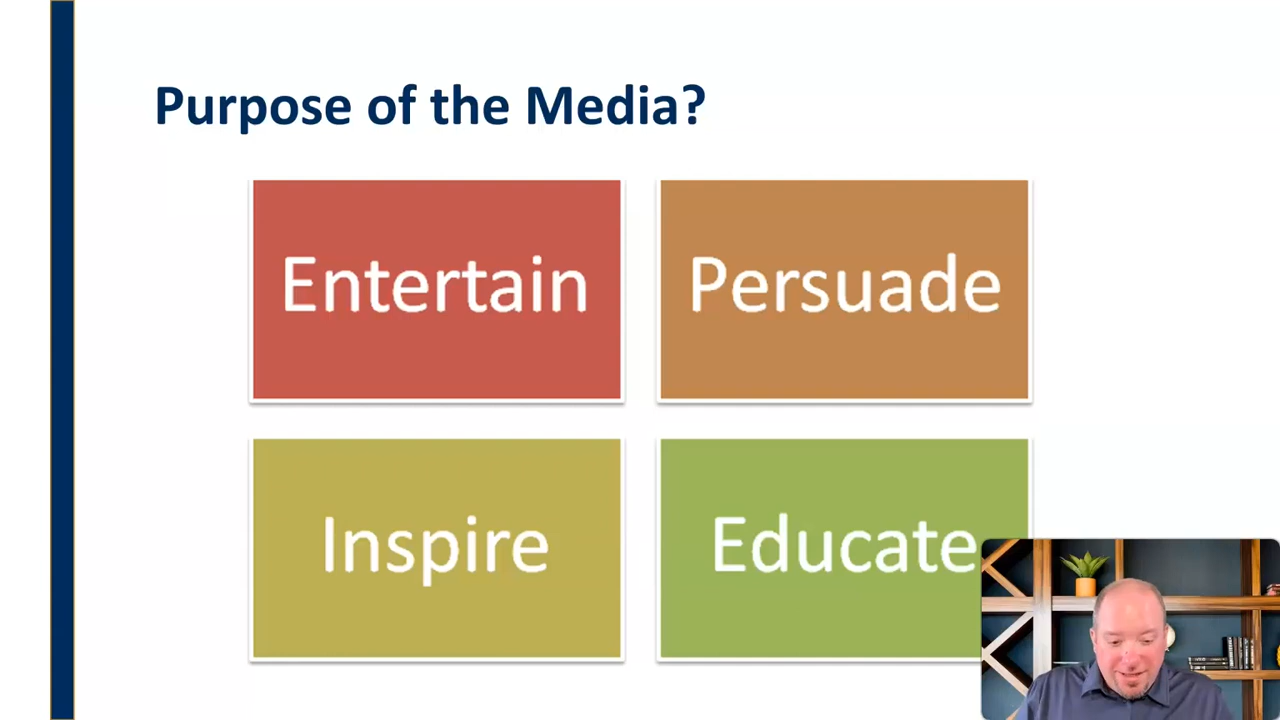 Purpose of the Media?
Entertain
Persuade
Inspire
Educate